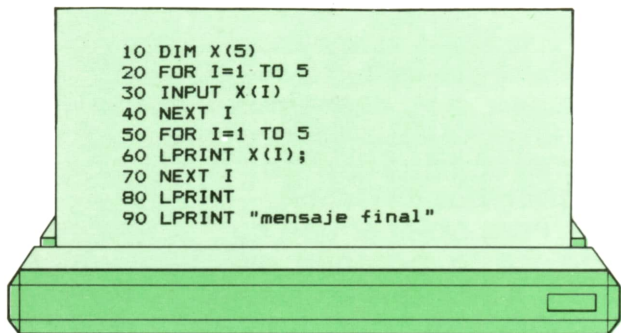 10 DIM X(5)
20 FOR I=1 TO 5
30 INPUT X(I)
40 NEXT I
50 FOR I=1 TO 5
60 LPRINT X(I);
70 NEXT I
80 LPRINT
90 LPRINT "mensaje final"